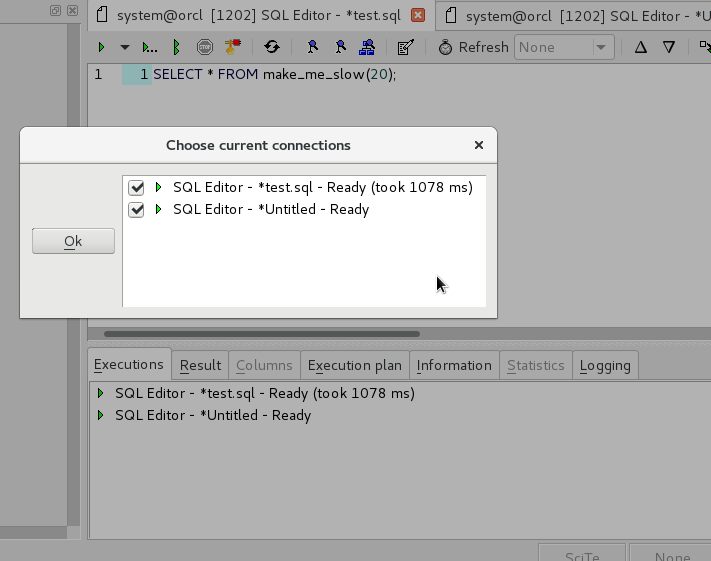 system@orcl [1202] SQL Editor - *test.sql
system@orcl [1202] SQL Editor - *U
Refresh None
1 1 SELECT * FROM make_me_slow(20);
Choose current connections
SQL Editor - *test.sql - Ready (took 1078 ms)
SQL Editor - *Untitled - Ready
Ok
Executions Result Columns Execution plan Information Statistics Logging
SQL Editor - *test.sql - Ready (took 1078 ms)
SQL Editor - *Untitled - Ready
SciTe None